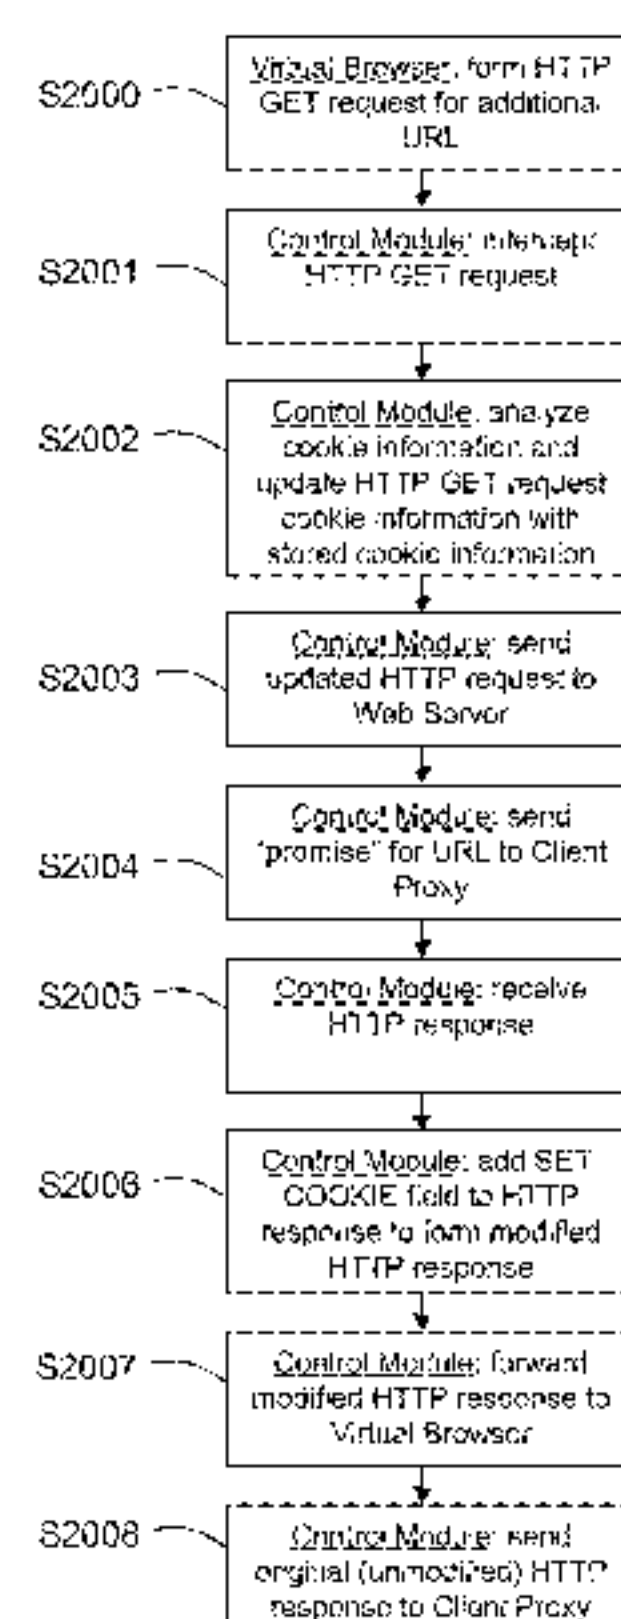 S2000
Virtual Browser: form HTTP
GET request for additional
URL
S2001
Control Module: intercept
HTTP GET request
S2002
Control Module: analyze
cookie information and
update HTTP GET request
cookie information with
stored cookie information
S2003
Control Module: send
updated HTTP request to
Web Server
S2004
Control Module: send
"promise" for URL to Client
Proxy
S2005
Control Module: receive
HTTP response
S2006
Control Module: add SET
COOKIE field to HTTP
response to form modified
HTTP response
S2007
Control Module: forward
modified HTTP response to
Virtual Browser
S2008
Control Module: send
original (unmodified) HTTP
response to Client Proxy